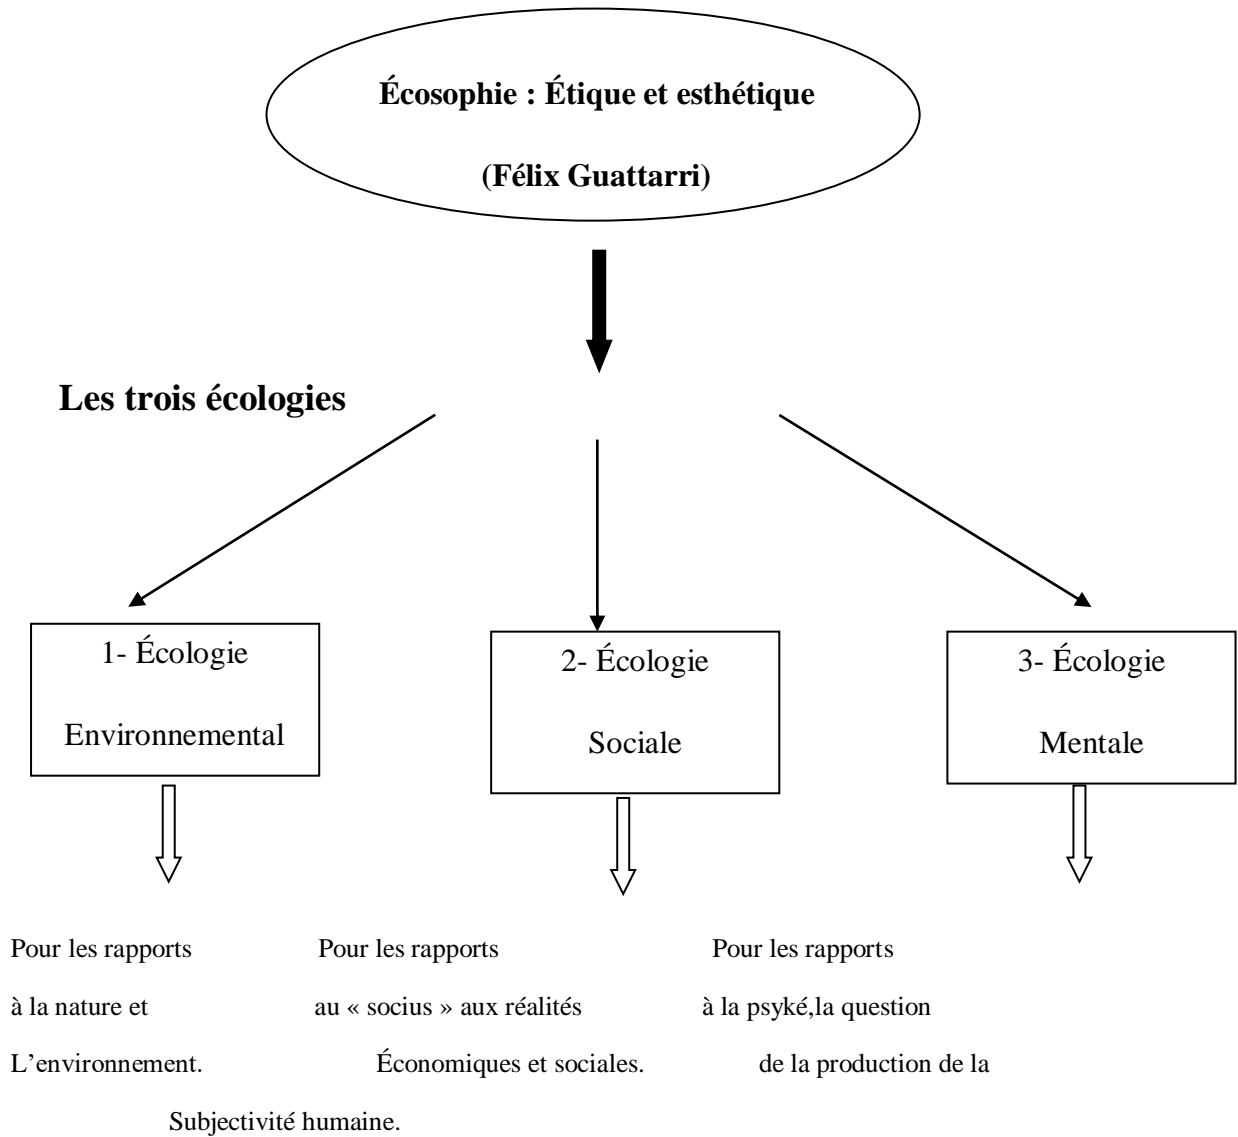 Écosophie : Étique et esthétique
(Félix Guattarri)
Les trois écologies
1- Écologie
Environnemental
2- Écologie
Sociale
3- Écologie
Mentale
Pour les rapports
à la nature et
L’environnement.
Pour les rapports
au « socius » aux réalités
Économiques et sociales.
Pour les rapports
à la psyké,la question
de la production de la
Subjectivité humaine.